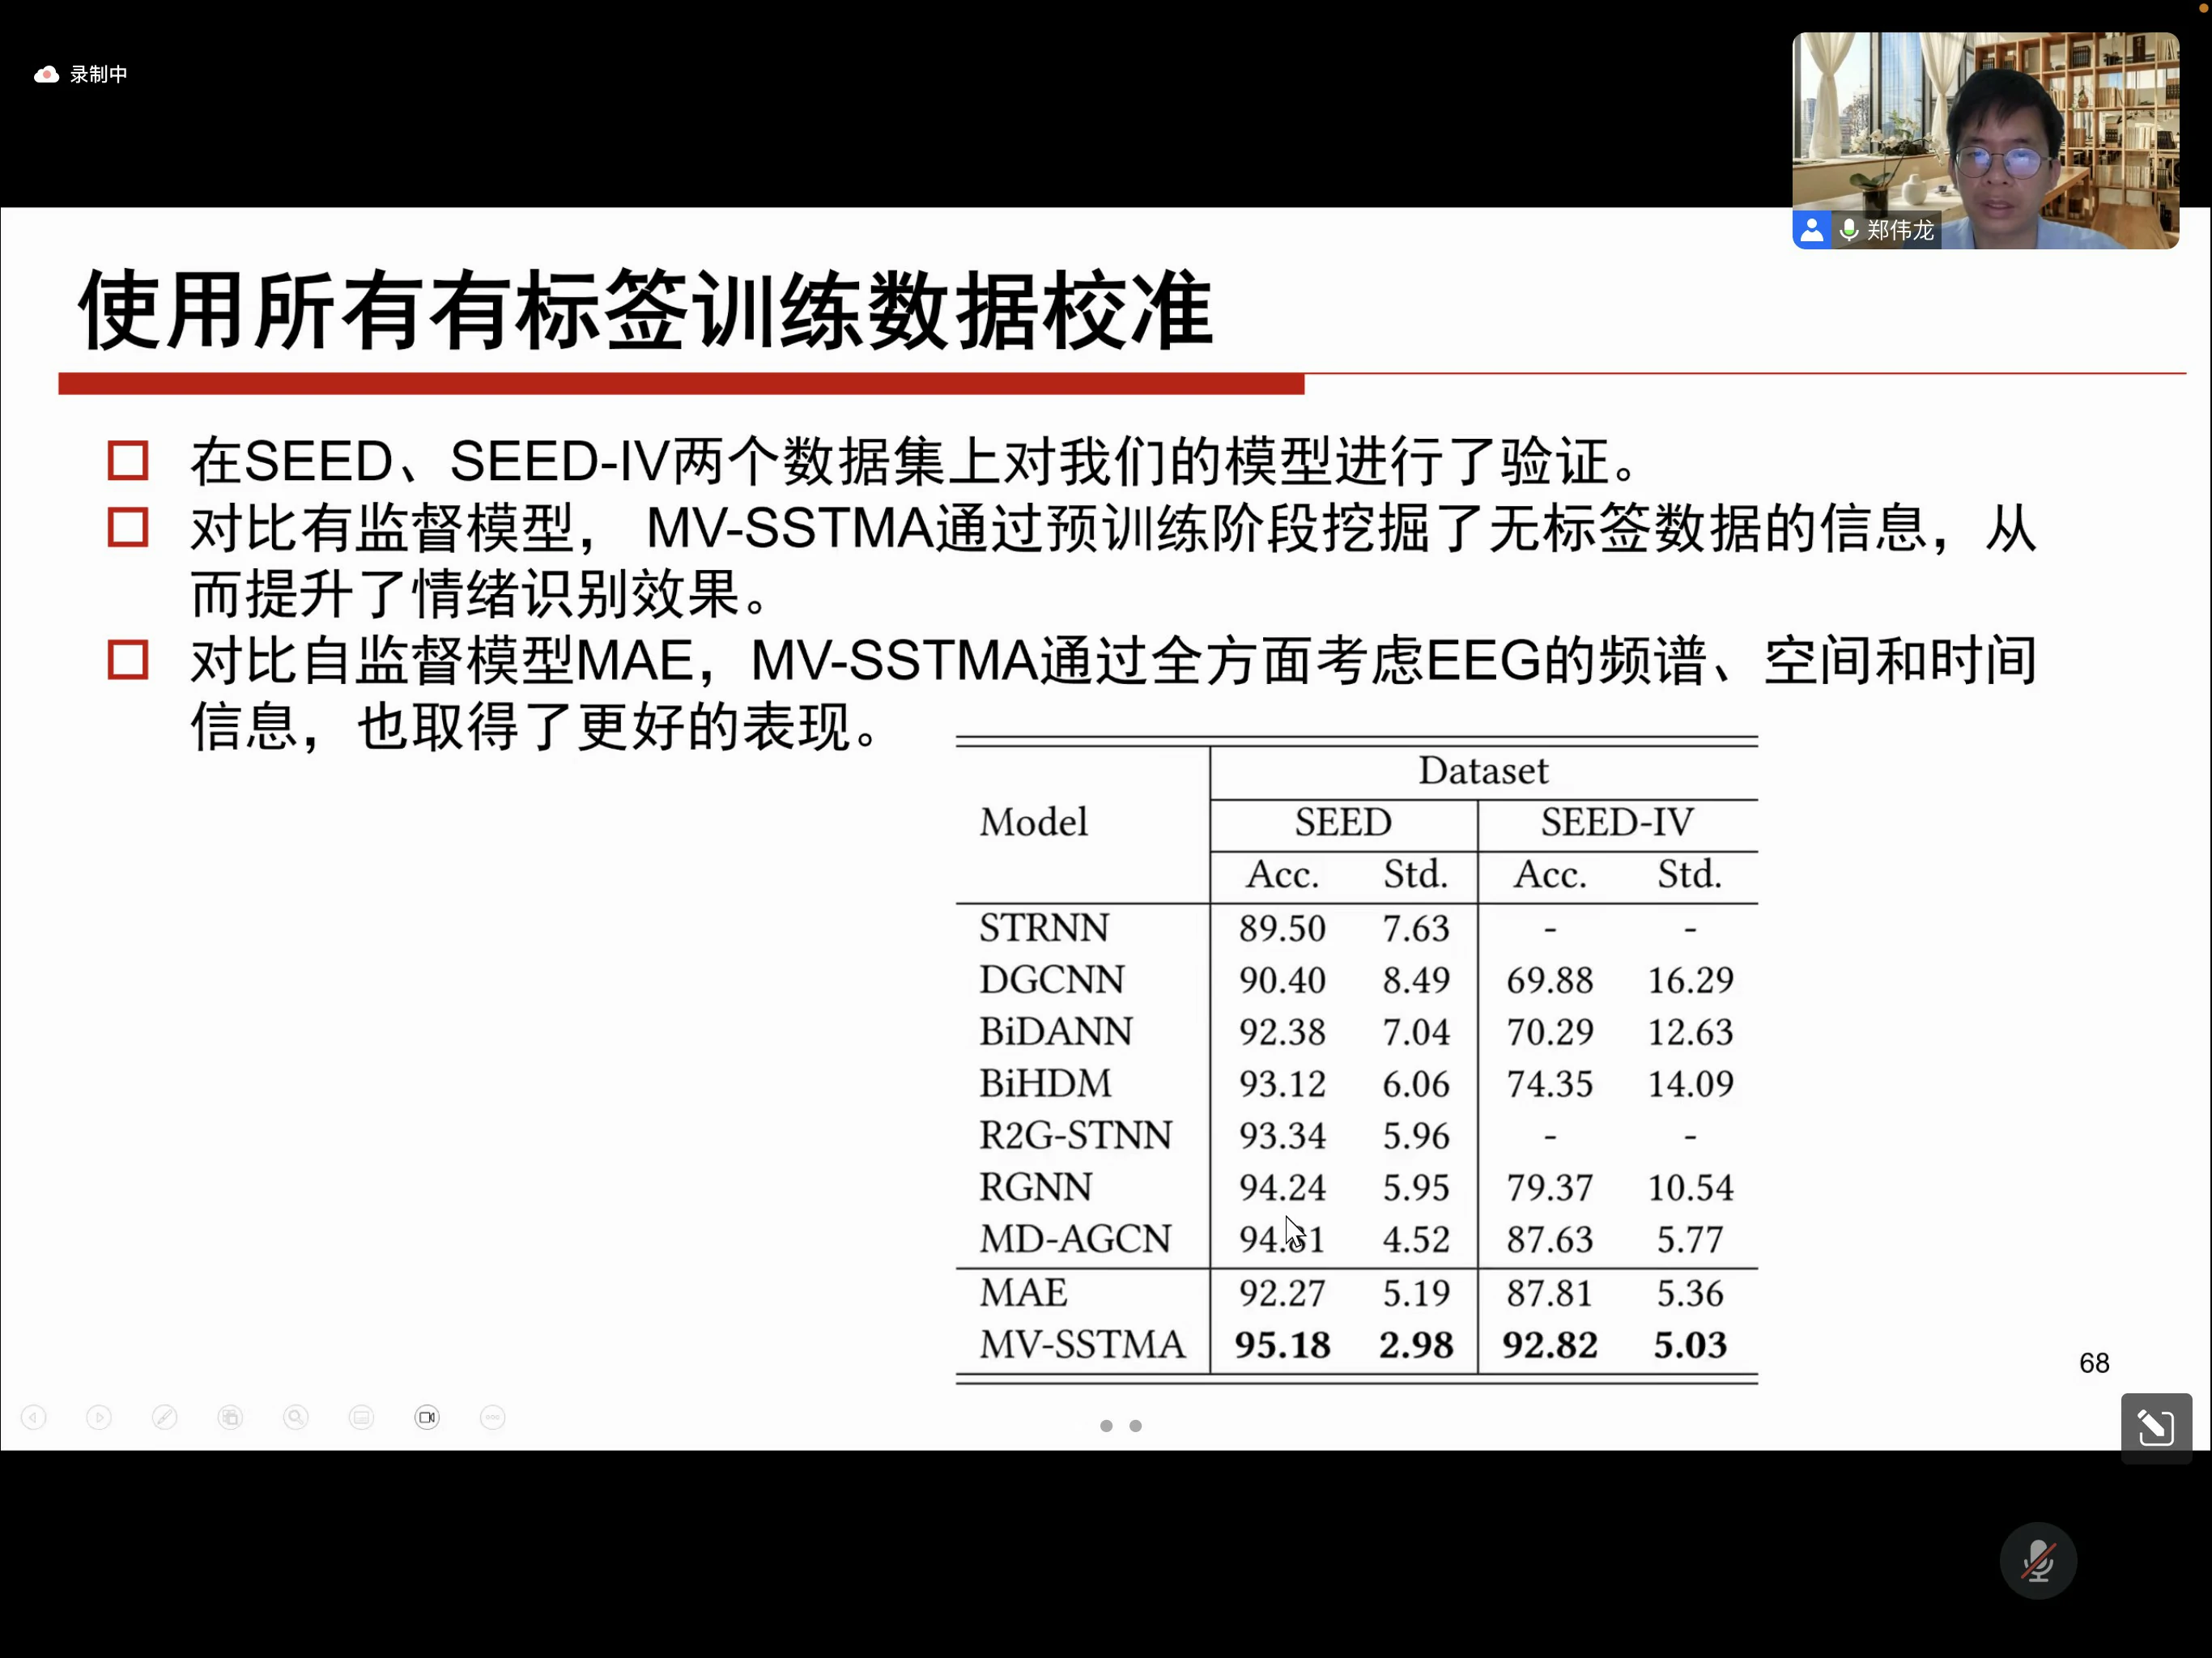 录制中
郑伟龙
使用所有有标签训练数据校准
在SEED、SEED-IV两个数据集上对我们的模型进行了验证。
对比有监督模型， MV-SSTMA通过预训练阶段挖掘了无标签数据的信息，从
而提升了情绪识别效果。
对比自监督模型MAE，MV-SSTMA通过全方面考虑EEG的频谱、空间和时间
信息，也取得了更好的表现。
Dataset
Model SEED SEED-IV
Acc. Std. Acc. Std.
STRNN 89.50 7.63 - -
DGCNN 90.40 8.49 69.88 16.29
BiDANN 92.38 7.04 70.29 12.63
BiHDM 93.12 6.06 74.35 14.09
R2G-STNN 93.34 5.96 - -
RGNN 94.24 5.95 79.37 10.54
MD-AGCN 4.52 87.63 5.77
MAE 92.27 5.19 87.81 5.36
MV-SSTMA 95.18 2.98 92.82 5.03
68